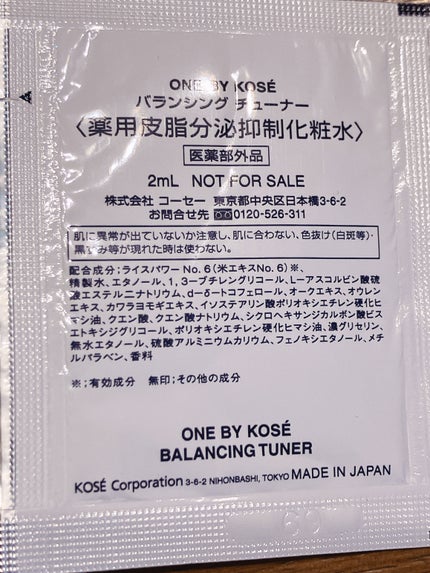 ONE BY KOSÉ
バランシング チューナー
〈薬用皮脂分泌抑制化粧水〉
医薬部外品
2mL NOT FOR SALE
株式会社 コーセー 東京都中央区日本橋3-6-2
お問合せ先 0120-526-311
肌に異常が出ていないか注意し、肌に合わない、色抜け(白斑等)・
黒ずみ等が現れた時は使わない。
配合成分;ライスパワーNo.6(米エキスNo.6)※、
精製水、エタノール、1,3-ブチレングリコール、L-アスコルビン酸硫
酸エステル二ナトリウム、d-δ-トコフェロール、オークエキス、オウレン
エキス、カワラヨモギエキス、イソステアリン酸ポリオキシエチレン硬化ヒ
マシ油、クエン酸、クエン酸ナトリウム、シクロヘキサンジカルボン酸ビス
エトキシジグリコール、ポリオキシエチレン硬化ヒマシ油、濃グリセリン、
無水エタノール、硫酸アルミニウムカリウム、フェノキシエタノール、メチ
ルパラベン、香料
※;有効成分 無印;その他の成分
ONE BY KOSÉ
BALANCING TUNER
KOSÉ Corporation 3-6-2 NIHONBASHI, TOKYO MADE IN JAPAN